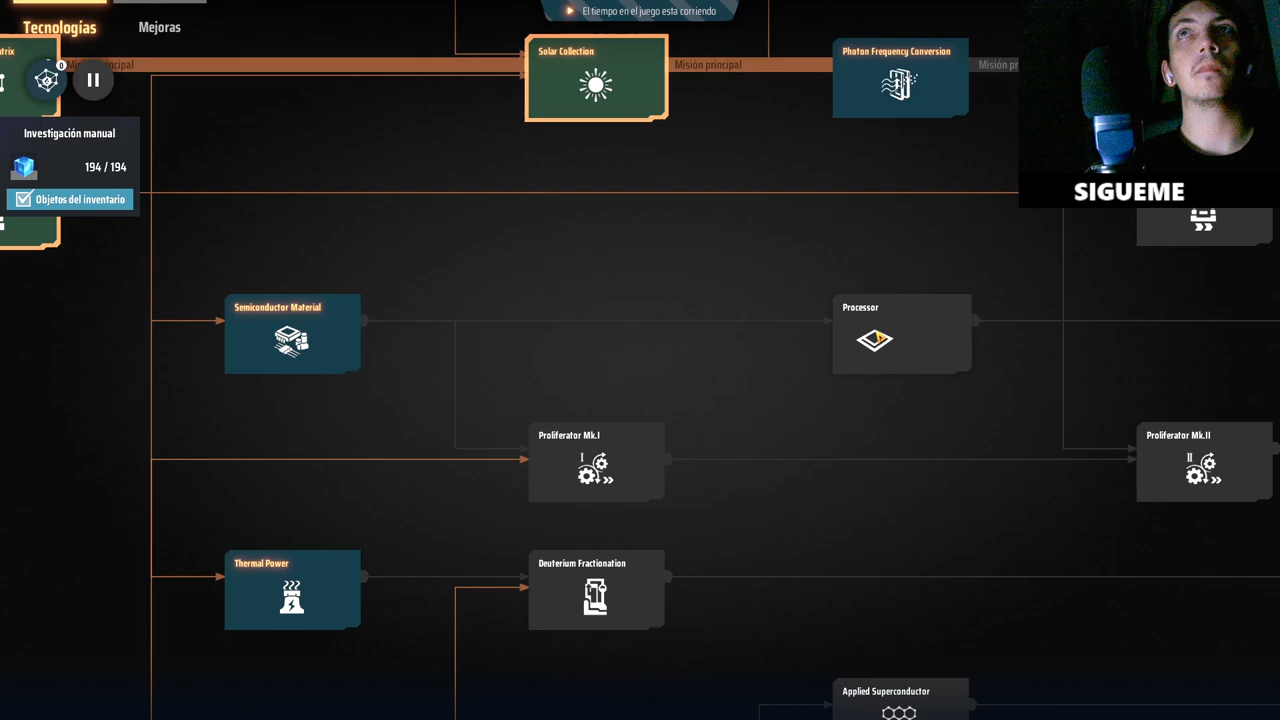 El tiempo en el juego esta corriendo
Tecnologías
Mejoras
Solar Collection
Photon Frequency Conversion
Misión principal
0
Investigación manual
194 / 194
Objetos del inventario
SIGUEME
Semiconductor Material
Processor
Proliferator Mk.I
I
Proliferator Mk.II
II
Thermal Power
Deuterium Fractionation
Applied Superconductor